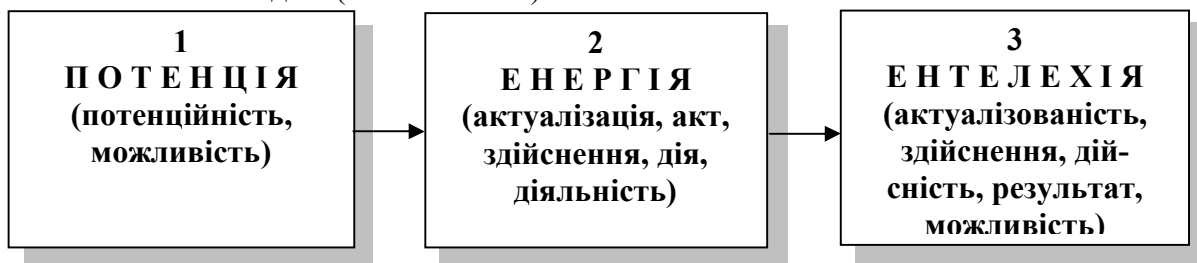 1
П О Т Е Н Ц І Я
(потенційність,
можливість)
2
Е Н Е Р Г І Я
(актуалізація, акт,
здійснення, дія,
діяльність)
3
Е Н Т Е Л Е Х І Я
(актуалізованість,
здійснення, дій-
сність, результат,
можливість)